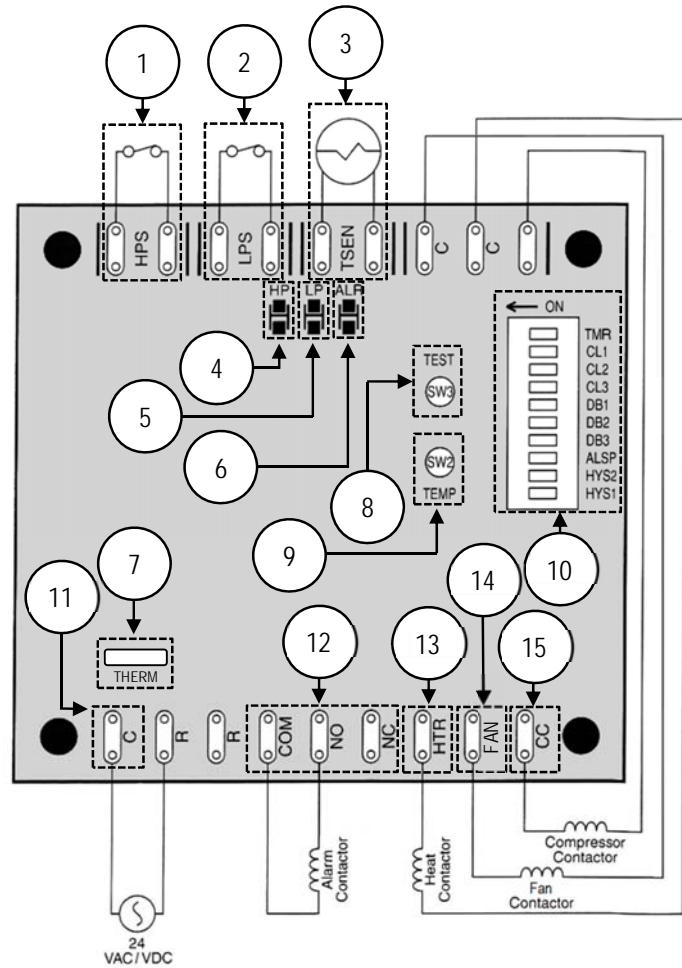 1
2
3
HPS
LPS
TSEN
C
C
HP
LP
ALR
← ON
TMR
CL1
CL2
CL3
DB1
DB2
DB3
ALSP
HYS2
HYS1
4
5
6
TEST
SW3
SW2
TEMP
8
9
10
7
11
THERM
12
13
14
15
C
R
R
COM
NO
NC
HTR
FAN
CC
Alarm
Contactor
Heat
Contactor
Compressor
Contactor
Fan
Contactor
24
VAC/VDC